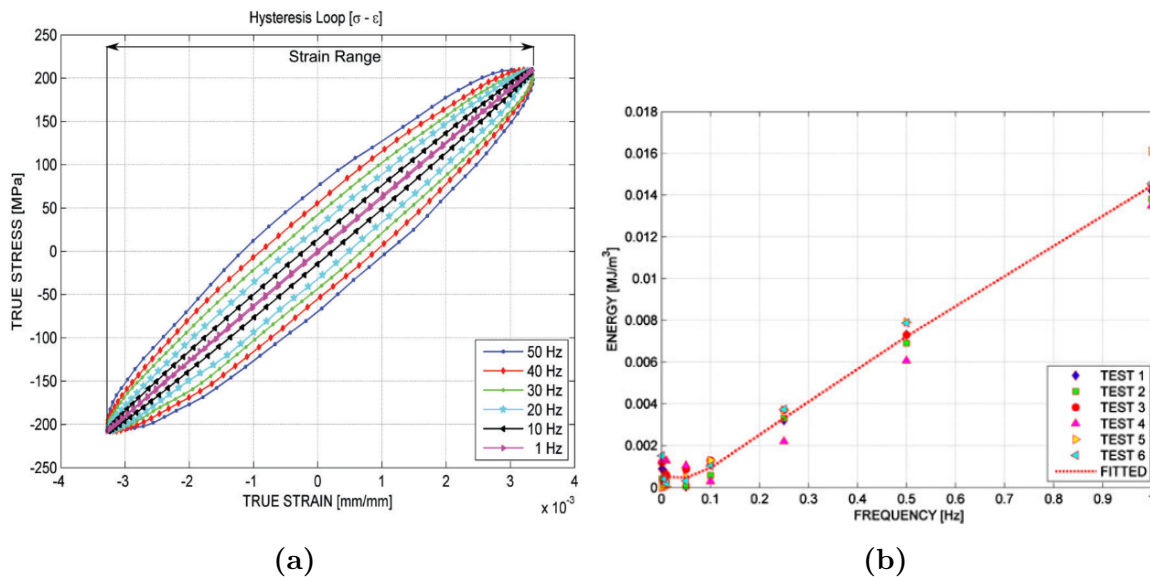 Hysteresis Loop [σ - ε]
Strain Range
250
200
150
100
50
0
-50
-100
-150
-200
-250
TRUE STRESS [MPa]
50 Hz
40 Hz
30 Hz
20 Hz
10 Hz
1 Hz
-4 -3 -2 -1 0 1 2 3 4
TRUE STRAIN [mm/mm]
x 10⁻³
(a)
0.018
0.016
0.014
0.012
0.01
0.008
0.006
0.004
0.002
0
ENERGY [MJ/m³]
TEST 1
TEST 2
TEST 3
TEST 4
TEST 5
TEST 6
FITTED
0 0.1 0.2 0.3 0.4 0.5 0.6 0.7 0.8 0.9
FREQUENCY [Hz]
(b)